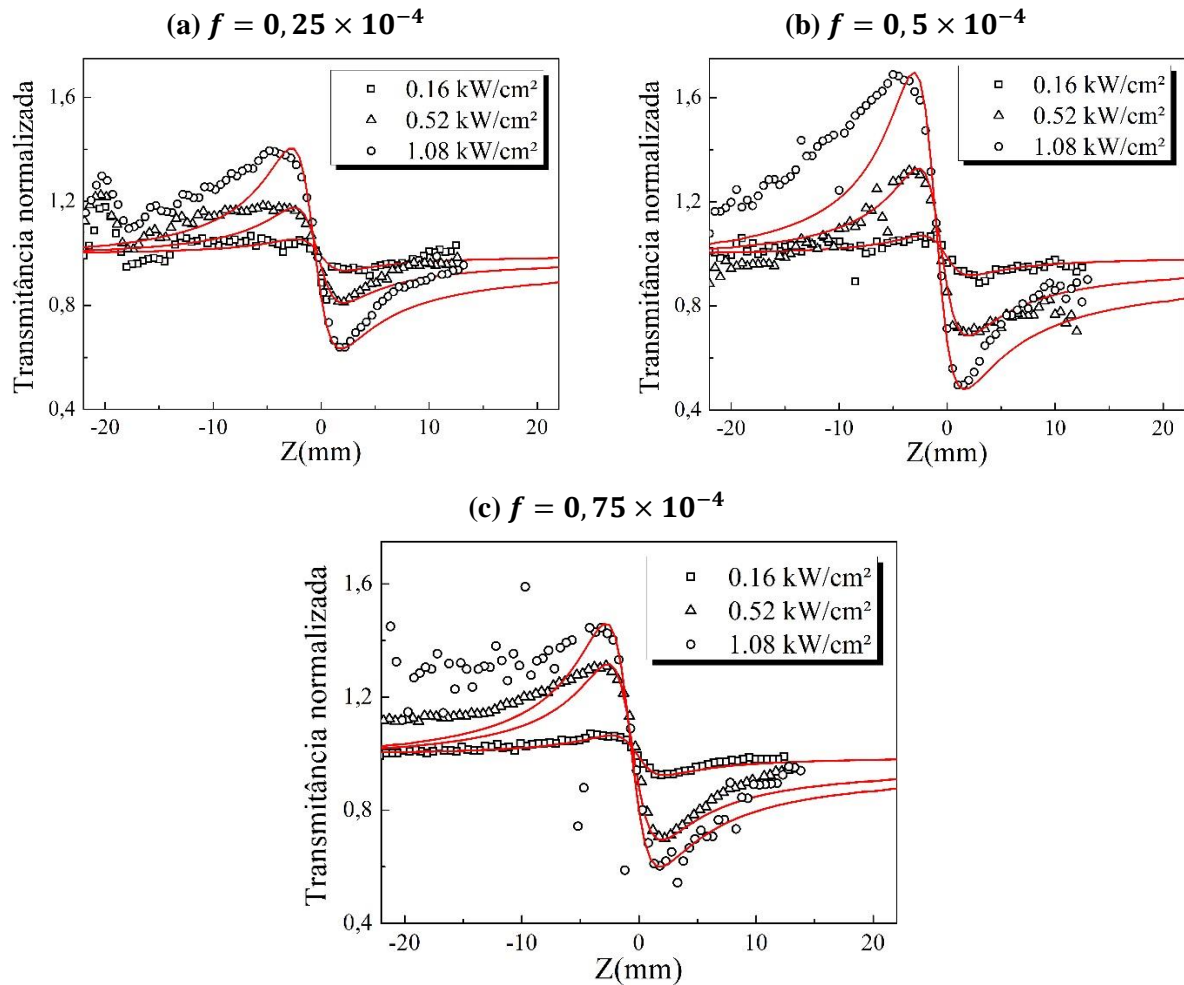 (a) 𝒇 = 𝟎, 𝟐𝟓 × 𝟏𝟎⁻⁴
Transmitância normalizada
1,6
1,2
0,8
0,4
0.16 kW/cm²
0.52 kW/cm²
1.08 kW/cm²
-20 -10 0 10 20
Z(mm)
(b) 𝒇 = 𝟎, 𝟓 × 𝟏𝟎⁻⁴
Transmitância normalizada
1,6
1,2
0,8
0,4
0.16 kW/cm²
0.52 kW/cm²
1.08 kW/cm²
-20 -10 0 10 20
Z(mm)
(c) 𝒇 = 𝟎, 𝟕𝟓 × 𝟏𝟎⁻⁴
Transmitância normalizada
1,6
1,2
0,8
0,4
0.16 kW/cm²
0.52 kW/cm²
1.08 kW/cm²
-20 -10 0 10 20
Z(mm)